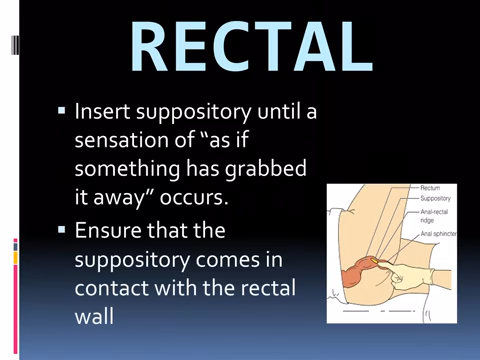 RECTAL
Insert suppository until a
sensation of “as if
something has grabbed
it away” occurs.
Ensure that the
suppository comes in
contact with the rectal
wall
Rectum
Suppository
Anal-rectal
ridge
Anal sphincter